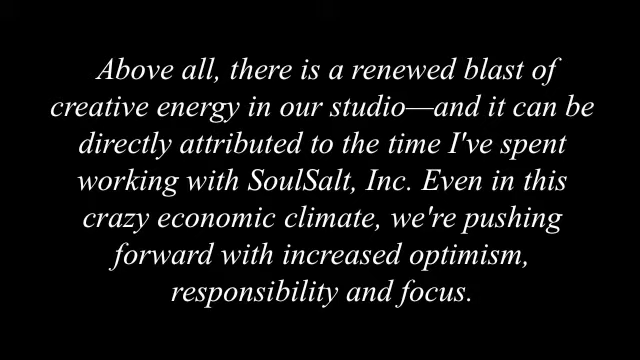 Above all, there is a renewed blast of
creative energy in our studio—and it can be
directly attributed to the time I've spent
working with SoulSalt, Inc. Even in this
crazy economic climate, we're pushing
forward with increased optimism,
responsibility and focus.